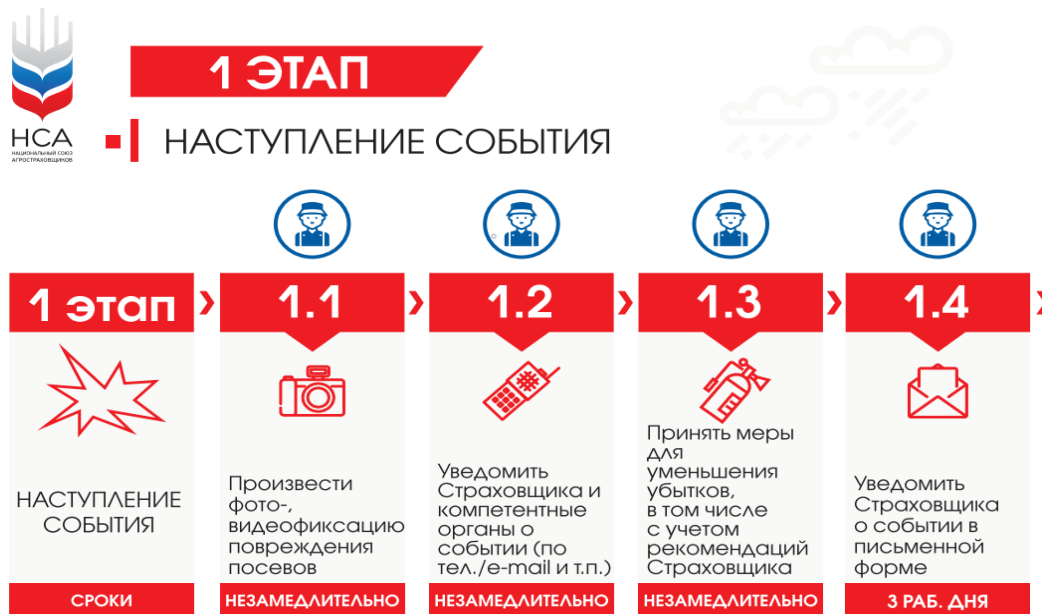 1 ЭТАП
НСА
НАЦИОНАЛЬНЫЙ СОЮЗ
АГРОСТРАХОВЩИКОВ
НАСТУПЛЕНИЕ СОБЫТИЯ
1 этап
НАСТУПЛЕНИЕ
СОБЫТИЯ
СРОКИ
1.1
Произвести
фото-,
видеофиксацию
повреждения
посевов
НЕЗАМЕДЛИТЕЛЬНО
1.2
Уведомить
Страховщика и
компетентные
органы о
событии (по
тел./e-mail и т.п.)
НЕЗАМЕДЛИТЕЛЬНО
1.3
Принять меры
для
уменьшения
убытков,
в том числе
с учетом
рекомендаций
Страховщика
НЕЗАМЕДЛИТЕЛЬНО
1.4
Уведомить
Страховщика
о событии в
письменной
форме
3 РАБ. ДНЯ